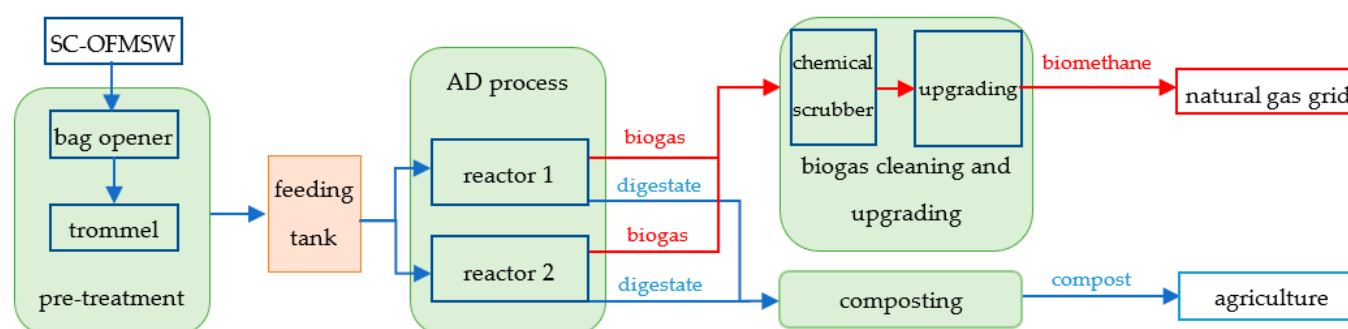 SC-OFMSW
bag opener
trommel
pre-treatment
feeding
tank
AD process
reactor 1
reactor 2
biogas
digestate
biogas
digestate
chemical
scrubber
upgrading
biogas cleaning and
upgrading
biomethane
natural gas grid
composting
compost
agriculture